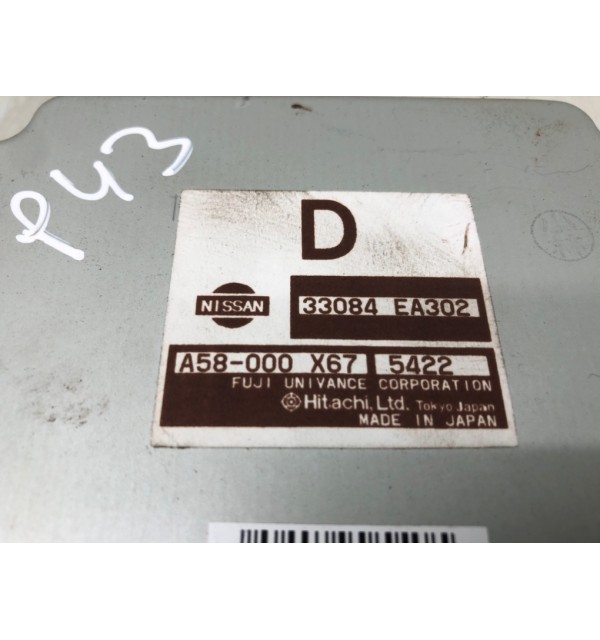 P43
D
NISSAN
33084 EA302
A58-000 X67 5422
FUJI UNIVANCE CORPORATION
Hitachi, Ltd. Tokyo Japan
MADE IN JAPAN